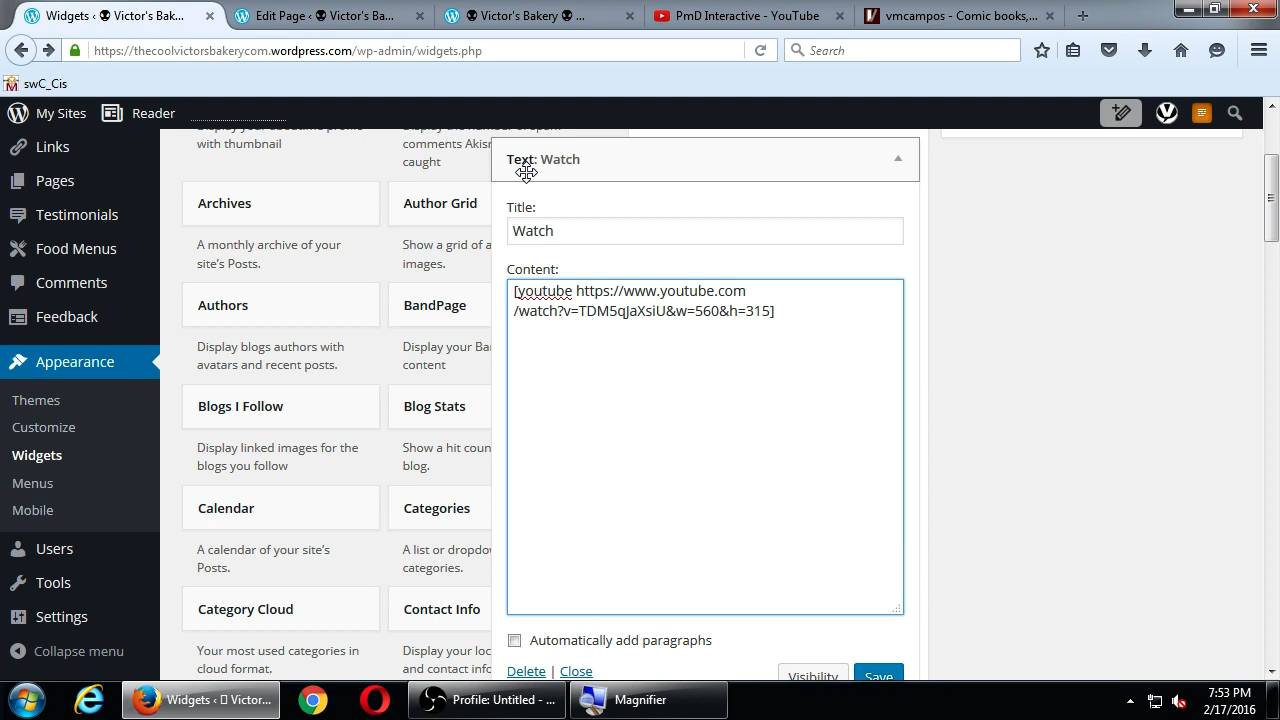 Widgets ‹ Victor's Bak...
Edit Page ‹ Victor's Ba...
Victor's Bakery
PmD Interactive - YouTube
vmcampos - Comic books,...
https://thecoolvictorsbakerycom.wordpress.com/wp-admin/widgets.php
Search
swC_Cis
My Sites
Reader
Links
Pages
Testimonials
Food Menus
Comments
Feedback
Appearance
Themes
Customize
Widgets
Menus
Mobile
Users
Tools
Settings
Collapse menu
with thumbnail
comments Akis
caught
Archives
Author Grid
A monthly archive of your
site's Posts.
Show a grid of a
images.
Authors
BandPage
Display blogs authors with
avatars and recent posts.
Display your Ba
content
Blogs I Follow
Blog Stats
Display linked images for the
blogs you follow
Show a hit coun
blog.
Calendar
Categories
A calendar of your site's
Posts.
A list or dropdo
categories.
Category Cloud
Contact Info
Your most used categories in
cloud format.
Display your loc
and contact info
Text: Watch
Title:
Watch
Content:
[youtube https://www.youtube.com
/watch?v=TDM5qJaXsiU&w=560&h=315]
Automatically add paragraphs
Delete | Close
Visibility
Save
Widgets ‹ Victor...
Profile: Untitled - ...
Magnifier
7:53 PM
2/17/2016